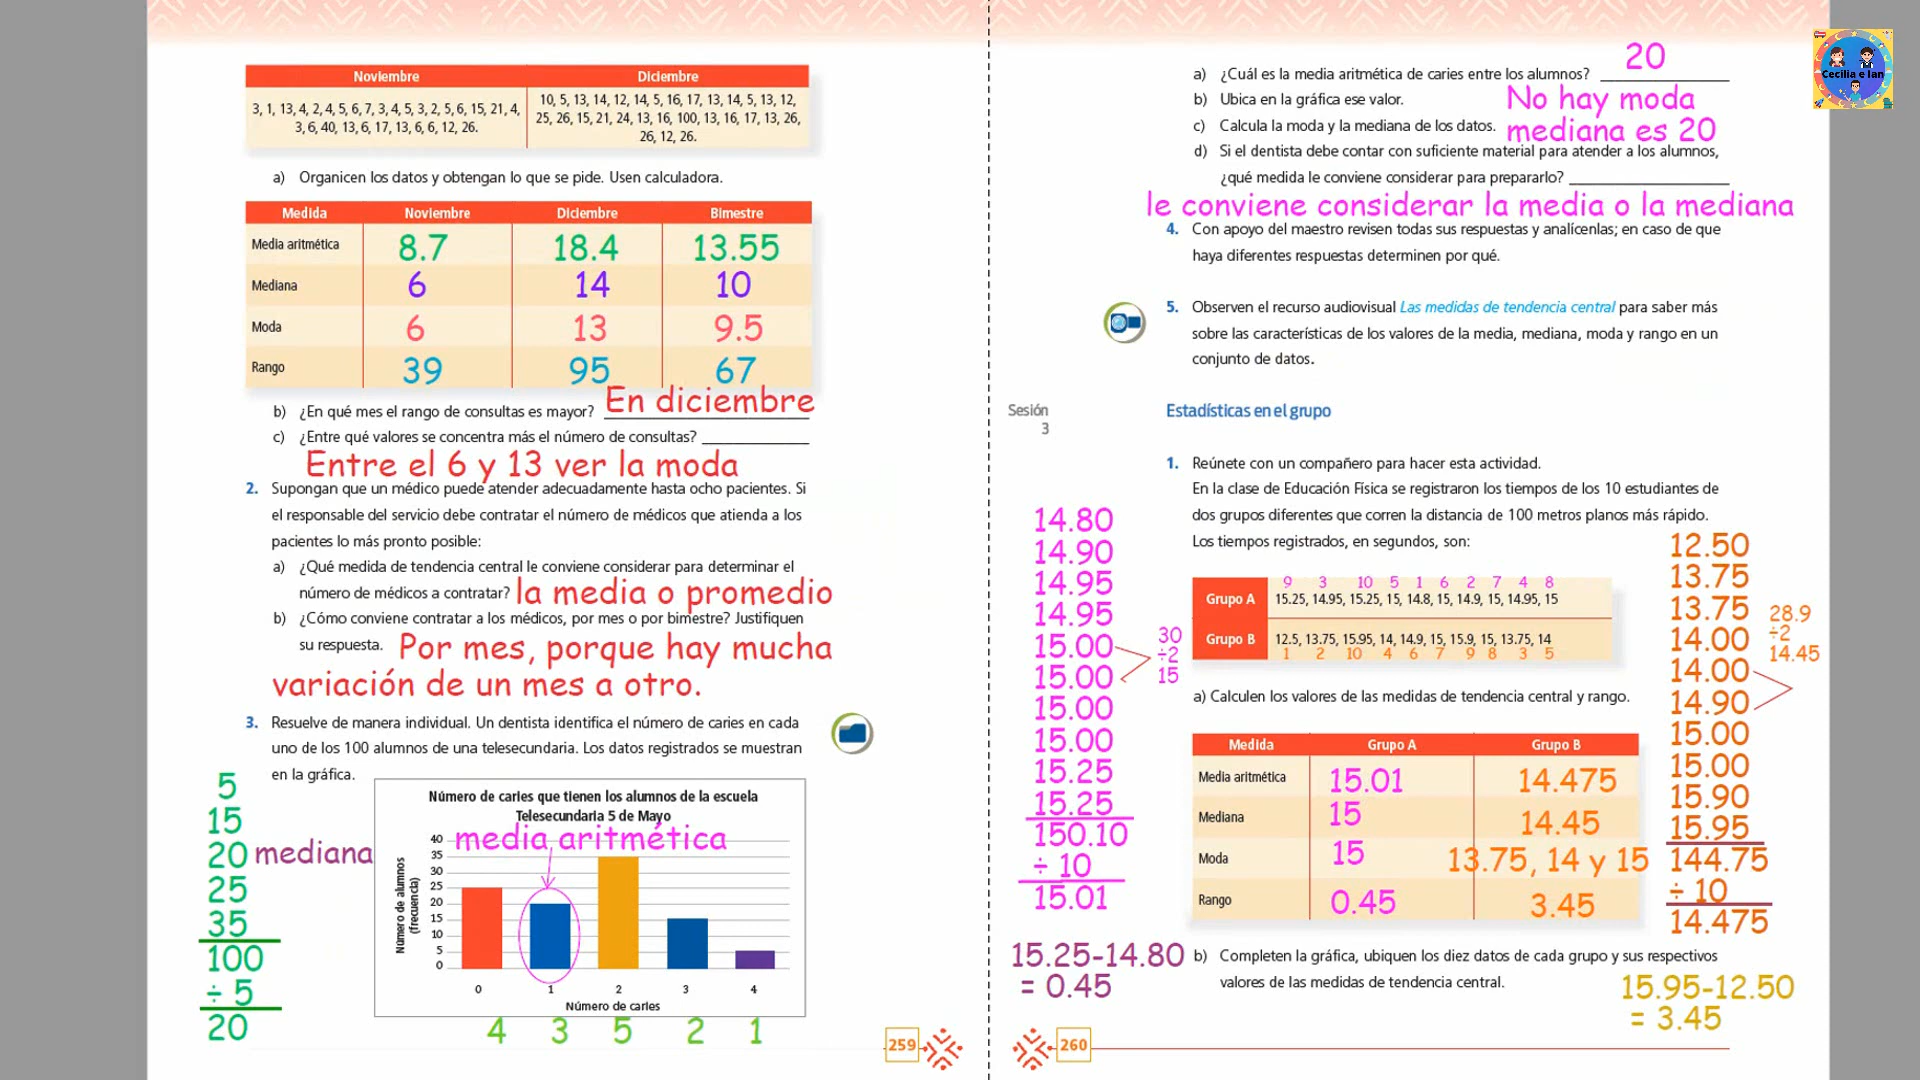 Noviembre Diciembre
3, 1, 13, 4, 2, 4, 5, 6, 7, 3, 4, 5, 3, 2, 5, 6, 15, 21, 4,
3, 6, 40, 13, 6, 17, 13, 6, 6, 12, 26.
10, 5, 13, 14, 12, 14, 5, 16, 17, 13, 14, 5, 13, 12,
25, 26, 15, 21, 24, 13, 16, 100, 13, 16, 17, 13, 26,
26, 12, 26.
a) Organicen los datos y obtengan lo que se pide. Usen calculadora.
Medida Noviembre Diciembre Bimestre
Media aritmética 8.7 18.4 13.55
Mediana 6 14 10
Moda 6 13 9.5
Rango 39 95 67
b) ¿En qué mes el rango de consultas es mayor? En diciembre
c) ¿Entre qué valores se concentra más el número de consultas?
Entre el 6 y 13 ver la moda
2. Supongan que un médico puede atender adecuadamente hasta ocho pacientes. Si
el responsable del servicio debe contratar el número de médicos que atienda a los
pacientes lo más pronto posible:
a) ¿Qué medida de tendencia central le conviene considerar para determinar el
número de médicos a contratar? la media o promedio
b) ¿Cómo conviene contratar a los médicos, por mes o por bimestre? Justifiquen
su respuesta. Por mes, porque hay mucha
variación de un mes a otro.
3. Resuelve de manera individual. Un dentista identifica el número de caries en cada
uno de los 100 alumnos de una telesecundaria. Los datos registrados se muestran
en la gráfica.
5
15
20 mediana
25
35
100
÷ 5
20
Número de caries que tienen los alumnos de la escuela
Telesecundaria 5 de Mayo
media aritmética
Número de alumnos
(frecuencia)
40
35
30
25
20
15
10
5
0
0 1 2 3 4
Número de caries
4 3 5 2 1
259
20
a) ¿Cuál es la media aritmética de caries entre los alumnos?
b) Ubica en la gráfica ese valor. No hay moda
c) Calcula la moda y la mediana de los datos. mediana es 20
d) Si el dentista debe contar con suficiente material para atender a los alumnos,
¿qué medida le conviene considerar para prepararlo?
le conviene considerar la media o la mediana
4. Con apoyo del maestro revisen todas sus respuestas y analícenlas; en caso de que
haya diferentes respuestas determinen por qué.
5. Observen el recurso audiovisual Las medidas de tendencia central para saber más
sobre las características de los valores de la media, mediana, moda y rango en un
conjunto de datos.
Sesión
3
Estadísticas en el grupo
1. Reúnete con un compañero para hacer esta actividad.
En la clase de Educación Física se registraron los tiempos de los 10 estudiantes de
dos grupos diferentes que corren la distancia de 100 metros planos más rápido.
Los tiempos registrados, en segundos, son:
9 3 10 5 1 6 2 7 4 8
Grupo A 15.25, 14.95, 15.25, 15, 14.8, 15, 14.9, 15, 14.95, 15
Grupo B 12.5, 13.75, 15.95, 14, 14.9, 15, 15.9, 15, 13.75, 14
1 2 10 4 6 7 9 8 3 5
14.80
14.90
14.95
14.95
15.00
15.00
15.00
15.00
15.25
15.25
150.10
÷ 10
15.01
30
÷2
15
15.25-14.80
= 0.45
12.50
13.75
13.75
14.00
14.00
14.90
15.00
15.00
15.90
15.95
144.75
÷ 10
14.475
28.9
÷2
14.45
a) Calculen los valores de las medidas de tendencia central y rango.
Medida Grupo A Grupo B
Media aritmética 15.01 14.475
Mediana 15 14.45
Moda 15 13.75, 14 y 15
Rango 0.45 3.45
b) Completen la gráfica, ubiquen los diez datos de cada grupo y sus respectivos
valores de las medidas de tendencia central.
15.95-12.50
= 3.45
260
Cecilia e Ian